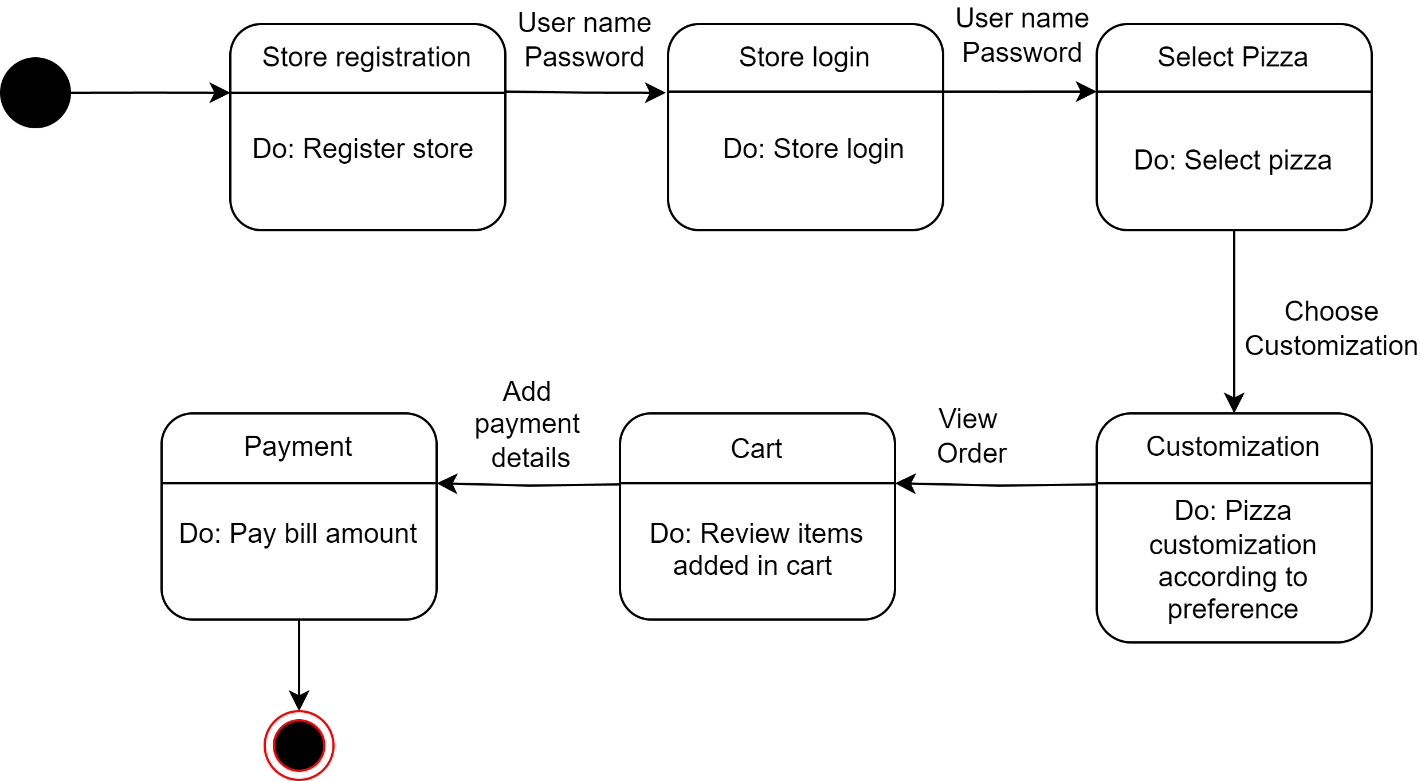 User name
Password
User name
Password
Store registration
Do: Register store
Store login
Do: Store login
Select Pizza
Do: Select pizza
Choose
Customization
Add
payment
details
View
Order
Payment
Do: Pay bill amount
Cart
Do: Review items
added in cart
Customization
Do: Pizza
customization
according to
preference